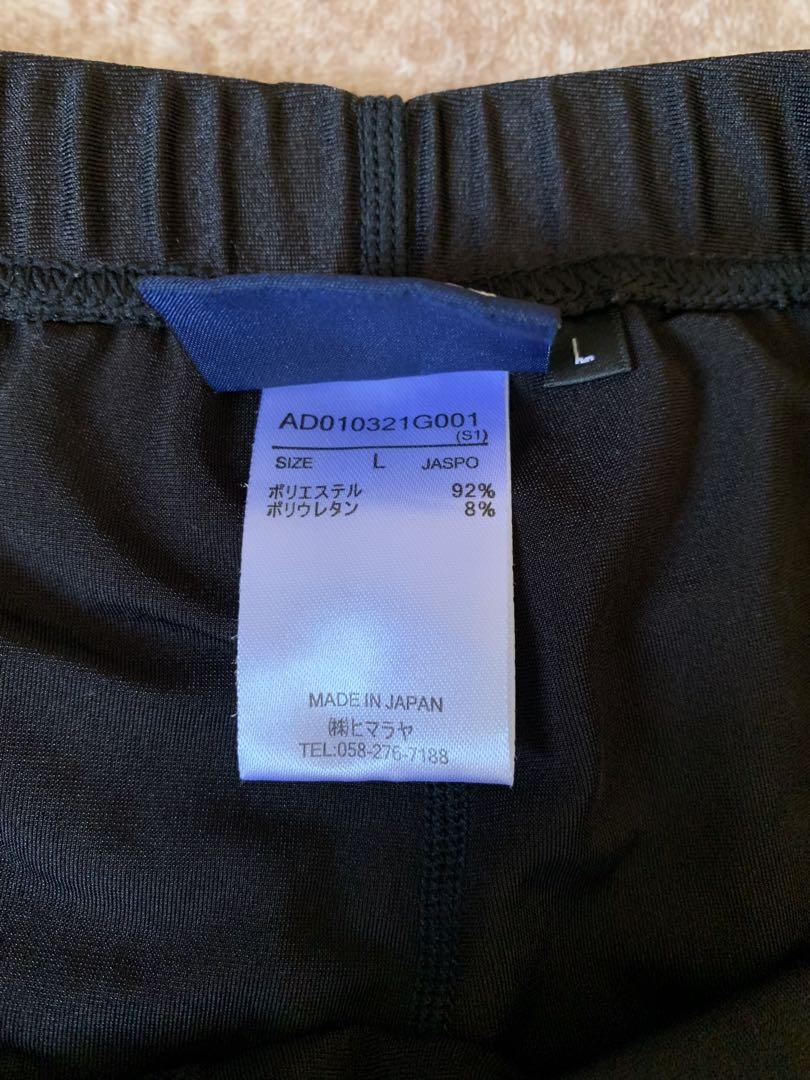 L
AD010321G001
(S1)
SIZE L JASPO
ポリエステル 92%
ポリウレタン 8%
MADE IN JAPAN
㈱ヒマラヤ
TEL:058-276-7188